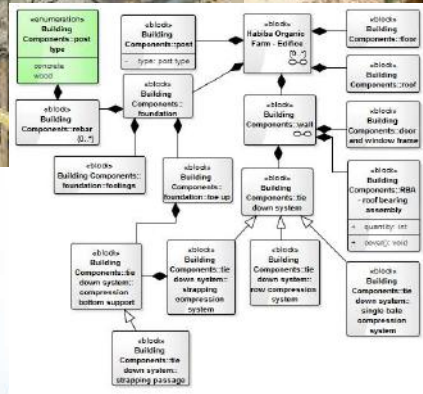 «enumeration»
Building
Components::post
type
concrete
wood
«block»
Building
Components::post
- type: post type
«block»
Habiba Organic
Farm - Edifice
«block»
Building
Components::floor
«block»
Building
Components::roof
«block»
Building
Components::rebar
{0..*}
«block»
Building
Components::
foundation
«block»
Building
Components::wall
«block»
Building
Components::door
and window frame
«block»
Building Components::
foundation::footings
«block»
Building
Components::
foundation::toe up
«block»
Building
Components::tie
down system
«block»
Building
Components::RBA
- roof bearing
assembly
+ quantity: int
void
«block»
Building
Components::tie
down system::
compression
bottom support
«block»
Building
Components::tie
down system::
strapping
compression
system
«block»
Building
Components::tie
down system::
row compression
system
«block»
Building
Components::tie
down system::
single bale
compression
system
«block»
Building
Components::tie
down system::
strapping passage